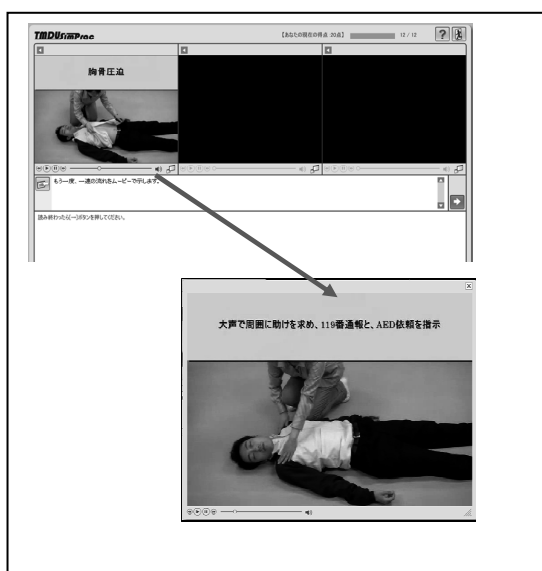 TMDUSimProc
【あなたの現在の得点 20点】
12 / 12
?
胸骨圧迫
もう一度、一連の流れをムービーで示します。
読み終わったら(→)ボタンを押してください。
大声で周囲に助けを求め、119番通報と、AED依頼を指示